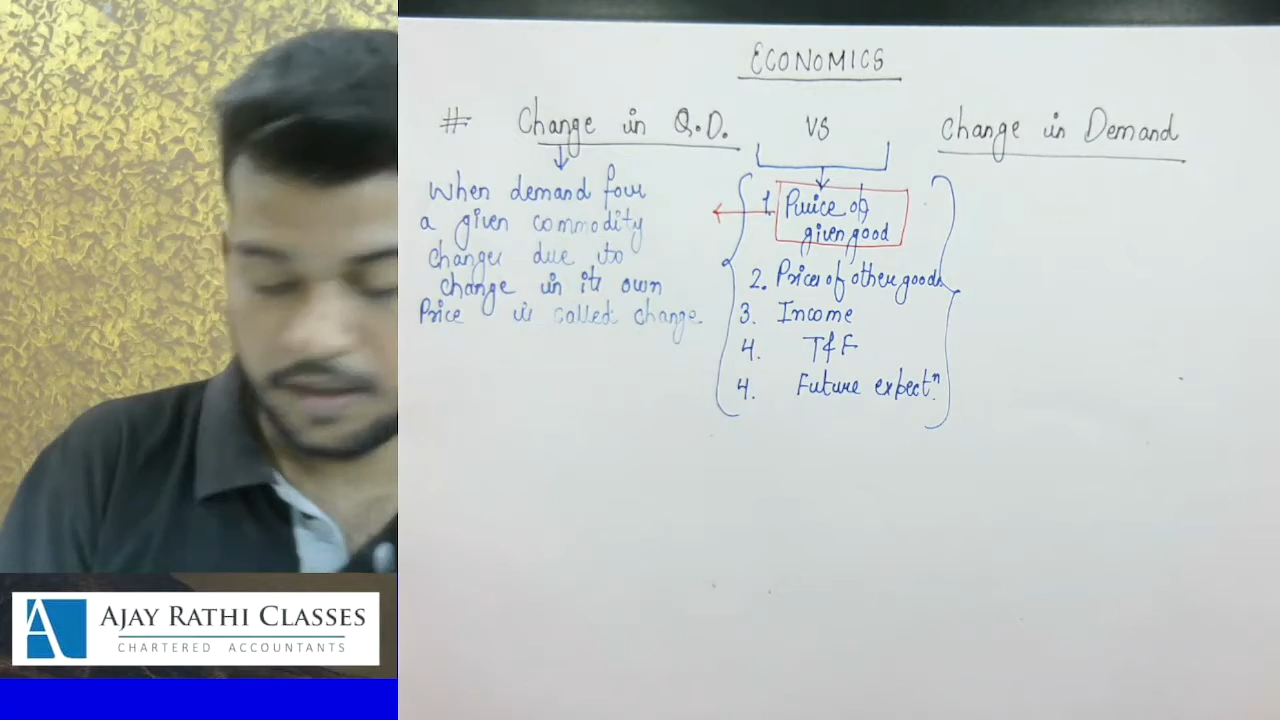 ECONOMICS
# Change in Q.D. VS Change in Demand
When demand for
a given commodity
changes due to
change in its own
Price is called change
1. Price of
given good
2. Prices of other goods
3. Income
4. T&F
4. Future expectⁿ.
AJAY RATHI CLASSES
CHARTERED ACCOUNTANTS